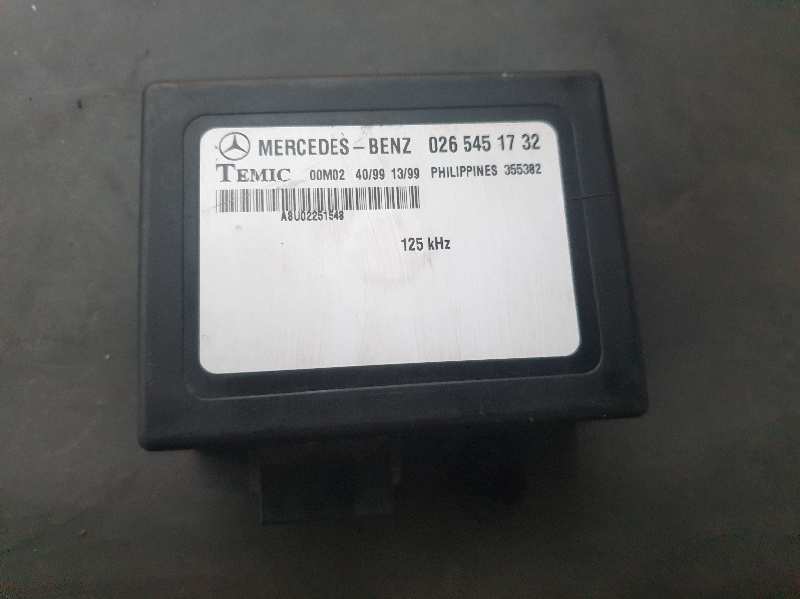 MERCEDES-BENZ 026 545 17 32
TEMIC 00M02 40/99 13/99 PHILIPPINES 355382
A8U02251548
125 kHz